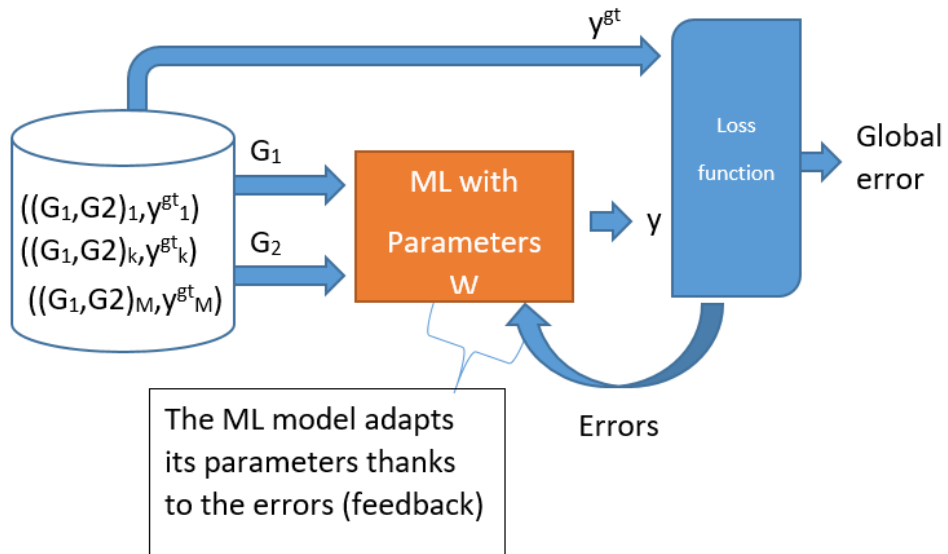 y^gt
Loss
function
Global
error
G₁
G₂
((G₁,G2)₁,y^gt₁)
((G₁,G2)ₖ,y^gtₖ)
((G₁,G2)M,y^gtM)
ML with
Parameters
W
y
Errors
The ML model adapts
its parameters thanks
to the errors (feedback)